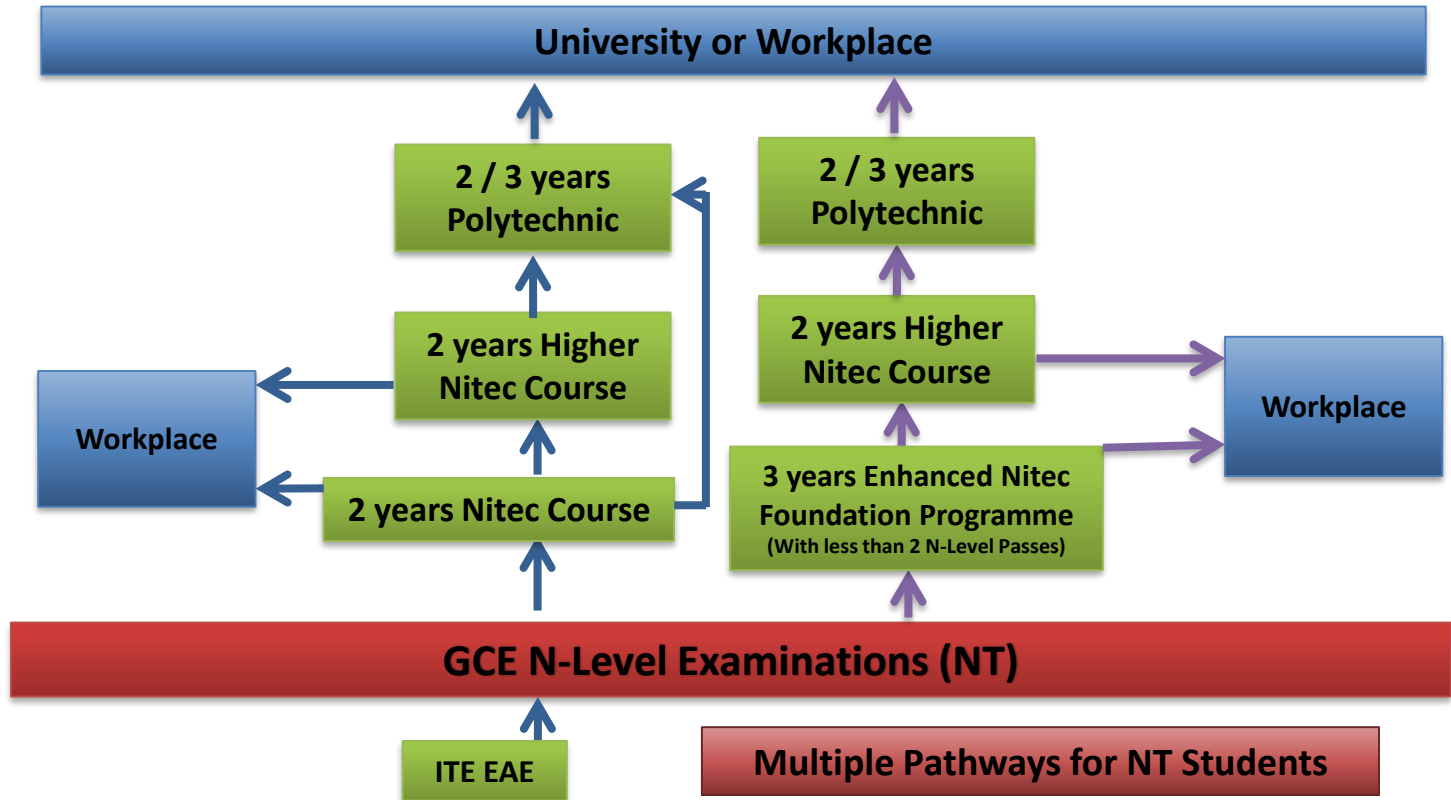 University or Workplace
2 / 3 years
Polytechnic
2 / 3 years
Polytechnic
2 years Higher
Nitec Course
2 years Higher
Nitec Course
Workplace
Workplace
2 years Nitec Course
3 years Enhanced Nitec
Foundation Programme
(With less than 2 N-Level Passes)
GCE N-Level Examinations (NT)
ITE EAE
Multiple Pathways for NT Students